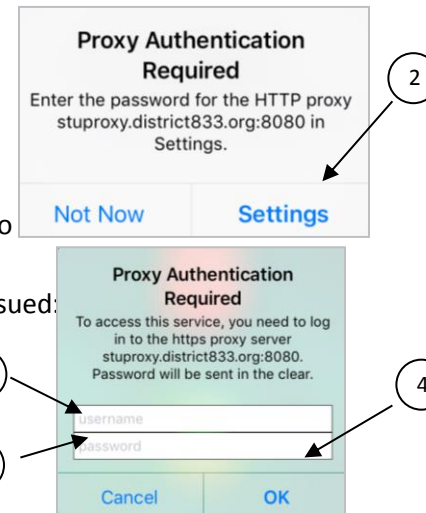 Proxy Authentication
Required
Enter the password for the HTTP proxy
stuproxy.district833.org:8080 in
Settings.
2
Not Now Settings
Proxy Authentication
Required
To access this service, you need to log
in to the https proxy server
stuproxy.district833.org:8080.
Password will be sent in the clear.
username
4
password
Cancel OK